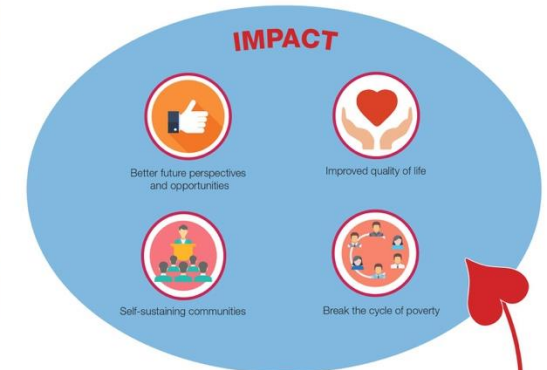 IMPACT
Better future perspectives
and opportunities
Improved quality of life
Self-sustaining communities
Break the cycle of poverty